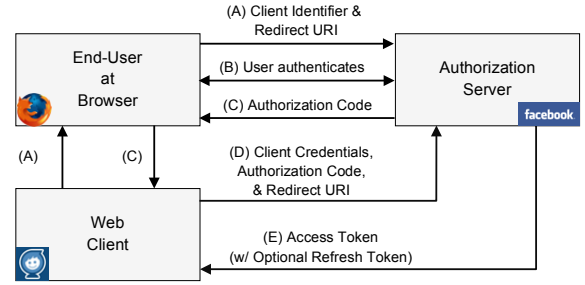 (A) Client Identifier &
Redirect URI
End-User
at
Browser
(B) User authenticates
Authorization
Server
(C) Authorization Code
facebook
(A)
(C)
(D) Client Credentials,
Authorization Code,
& Redirect URI
Web
Client
(E) Access Token
(w/ Optional Refresh Token)